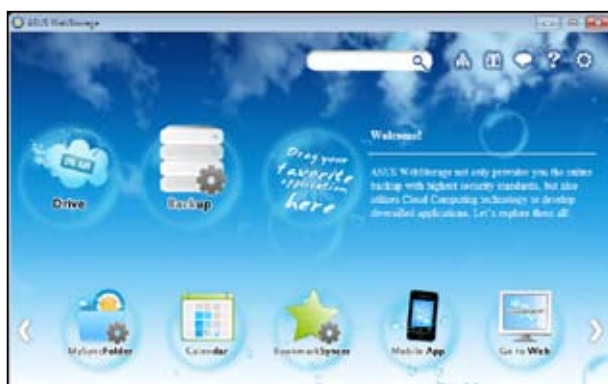 ASUS WebStorage
Welcome!
ASUS WebStorage not only provides you the online
backup with highest security standards, but also
utilizes Cloud Computing technology to develop
diversified applications. Let's explore them all!
Drag your
favorite
application
here
Drive
Backup
MySyncFolder
Calendar
BookmarkSyncer
Mobile App
Go to Web